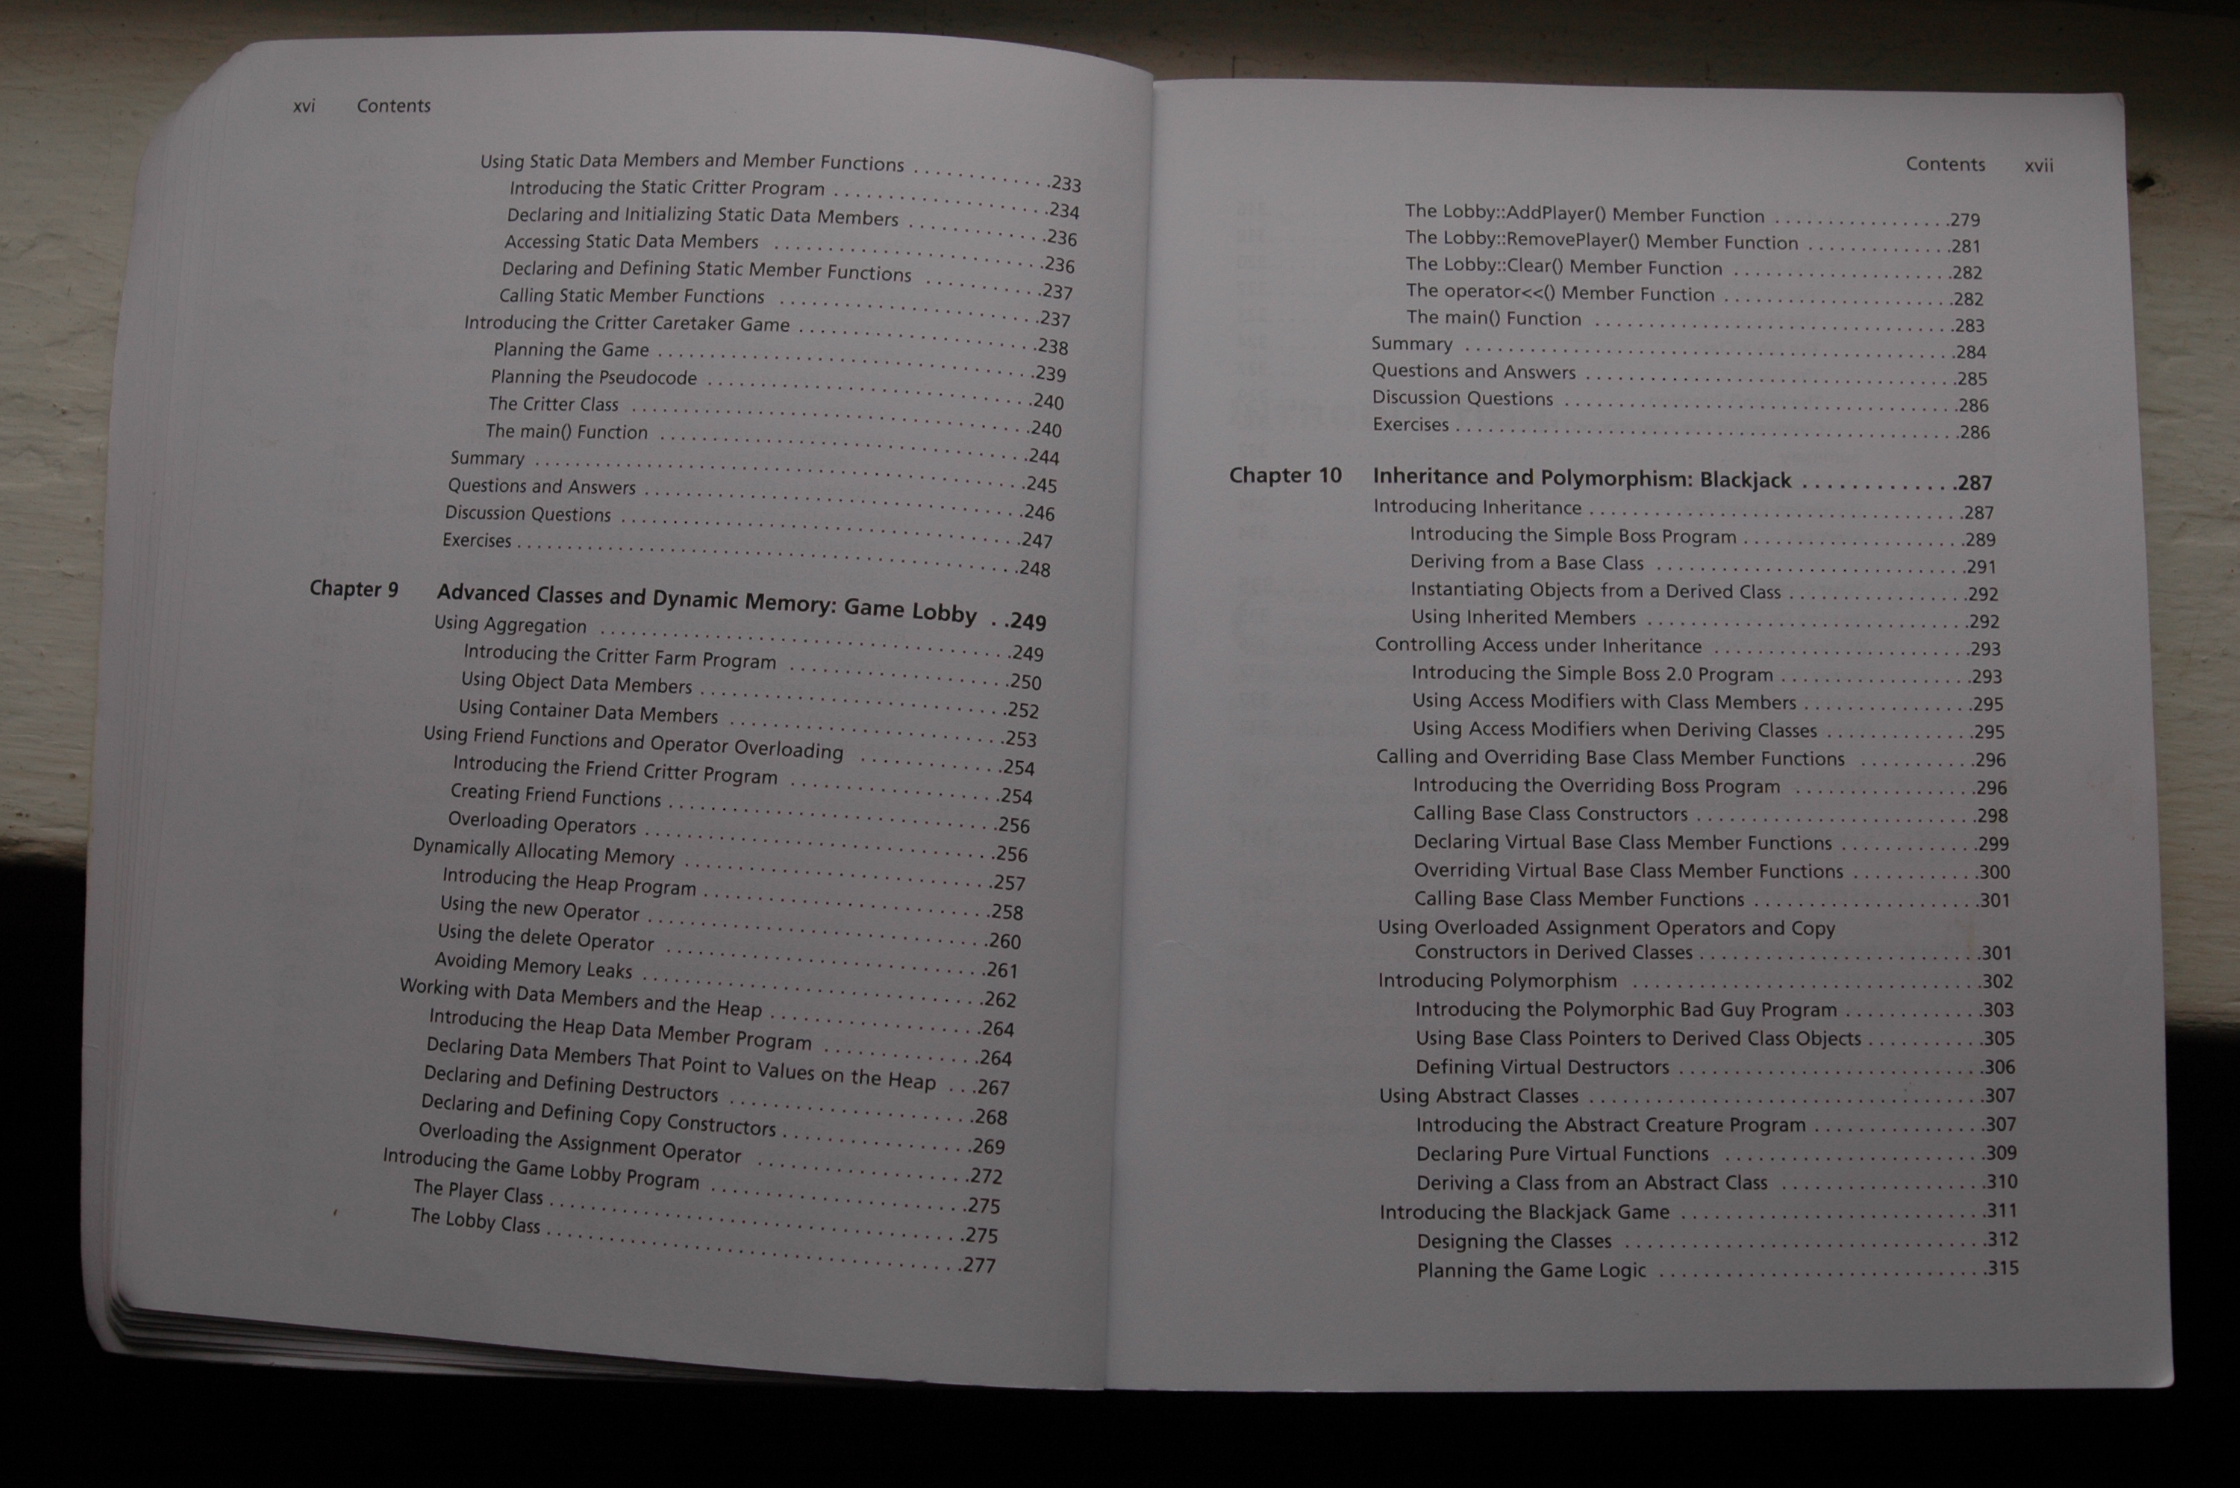 xvi Contents
Using Static Data Members and Member Functions . . . . . . . . . . . . .233
Introducing the Static Critter Program . . . . . . . . . . . . . . . . . . . .234
Declaring and Initializing Static Data Members . . . . . . . . . . . . .236
Accessing Static Data Members . . . . . . . . . . . . . . . . . . . . . . . . .236
Declaring and Defining Static Member Functions . . . . . . . . . . .237
Calling Static Member Functions . . . . . . . . . . . . . . . . . . . . . . . .237
Introducing the Critter Caretaker Game . . . . . . . . . . . . . . . . . . . . . .238
Planning the Game . . . . . . . . . . . . . . . . . . . . . . . . . . . . . . . . . . .239
Planning the Pseudocode . . . . . . . . . . . . . . . . . . . . . . . . . . . . . .240
The Critter Class . . . . . . . . . . . . . . . . . . . . . . . . . . . . . . . . . . . . .240
The main() Function . . . . . . . . . . . . . . . . . . . . . . . . . . . . . . . . . .244
Summary . . . . . . . . . . . . . . . . . . . . . . . . . . . . . . . . . . . . . . . . . . . . .245
Questions and Answers . . . . . . . . . . . . . . . . . . . . . . . . . . . . . . . . . .246
Discussion Questions . . . . . . . . . . . . . . . . . . . . . . . . . . . . . . . . . . . .247
Exercises . . . . . . . . . . . . . . . . . . . . . . . . . . . . . . . . . . . . . . . . . . . . . .248
Chapter 9 Advanced Classes and Dynamic Memory: Game Lobby . .249
Using Aggregation . . . . . . . . . . . . . . . . . . . . . . . . . . . . . . . . . . . . . .249
Introducing the Critter Farm Program . . . . . . . . . . . . . . . . . . . .250
Using Object Data Members . . . . . . . . . . . . . . . . . . . . . . . . . . . .252
Using Container Data Members . . . . . . . . . . . . . . . . . . . . . . . . .253
Using Friend Functions and Operator Overloading . . . . . . . . . . . . .254
Introducing the Friend Critter Program . . . . . . . . . . . . . . . . . . .254
Creating Friend Functions . . . . . . . . . . . . . . . . . . . . . . . . . . . . . .256
Overloading Operators . . . . . . . . . . . . . . . . . . . . . . . . . . . . . . . .256
Dynamically Allocating Memory . . . . . . . . . . . . . . . . . . . . . . . . . . . .257
Introducing the Heap Program . . . . . . . . . . . . . . . . . . . . . . . . . .258
Using the new Operator . . . . . . . . . . . . . . . . . . . . . . . . . . . . . . .260
Using the delete Operator . . . . . . . . . . . . . . . . . . . . . . . . . . . . .261
Avoiding Memory Leaks . . . . . . . . . . . . . . . . . . . . . . . . . . . . . . .262
Working with Data Members and the Heap . . . . . . . . . . . . . . . . . . .264
Introducing the Heap Data Member Program . . . . . . . . . . . . . .264
Declaring Data Members That Point to Values on the Heap . . .267
Declaring and Defining Destructors . . . . . . . . . . . . . . . . . . . . . .268
Declaring and Defining Copy Constructors . . . . . . . . . . . . . . . . .269
Overloading the Assignment Operator . . . . . . . . . . . . . . . . . . .272
Introducing the Game Lobby Program . . . . . . . . . . . . . . . . . . . . . . .275
The Player Class . . . . . . . . . . . . . . . . . . . . . . . . . . . . . . . . . . . . . .275
The Lobby Class . . . . . . . . . . . . . . . . . . . . . . . . . . . . . . . . . . . . . .277
Contents xvii
The Lobby::AddPlayer() Member Function . . . . . . . . . . . . . . . .279
The Lobby::RemovePlayer() Member Function . . . . . . . . . . . . .281
The Lobby::Clear() Member Function . . . . . . . . . . . . . . . . . . . .282
The operator<<() Member Function . . . . . . . . . . . . . . . . . . . . .282
The main() Function . . . . . . . . . . . . . . . . . . . . . . . . . . . . . . . . .283
Summary . . . . . . . . . . . . . . . . . . . . . . . . . . . . . . . . . . . . . . . . . . . .284
Questions and Answers . . . . . . . . . . . . . . . . . . . . . . . . . . . . . . . . .285
Discussion Questions . . . . . . . . . . . . . . . . . . . . . . . . . . . . . . . . . . .286
Exercises . . . . . . . . . . . . . . . . . . . . . . . . . . . . . . . . . . . . . . . . . . . . .286
Chapter 10 Inheritance and Polymorphism: Blackjack . . . . . . . . . . . . .287
Introducing Inheritance . . . . . . . . . . . . . . . . . . . . . . . . . . . . . . . . .287
Introducing the Simple Boss Program . . . . . . . . . . . . . . . . . . . .289
Deriving from a Base Class . . . . . . . . . . . . . . . . . . . . . . . . . . . .291
Instantiating Objects from a Derived Class . . . . . . . . . . . . . . . .292
Using Inherited Members . . . . . . . . . . . . . . . . . . . . . . . . . . . . .292
Controlling Access under Inheritance . . . . . . . . . . . . . . . . . . . . . . .293
Introducing the Simple Boss 2.0 Program . . . . . . . . . . . . . . . . .293
Using Access Modifiers with Class Members . . . . . . . . . . . . . . .295
Using Access Modifiers when Deriving Classes . . . . . . . . . . . . .295
Calling and Overriding Base Class Member Functions . . . . . . . . . .296
Introducing the Overriding Boss Program . . . . . . . . . . . . . . . . .296
Calling Base Class Constructors . . . . . . . . . . . . . . . . . . . . . . . . .298
Declaring Virtual Base Class Member Functions . . . . . . . . . . . .299
Overriding Virtual Base Class Member Functions . . . . . . . . . . .300
Calling Base Class Member Functions . . . . . . . . . . . . . . . . . . . .301
Using Overloaded Assignment Operators and Copy
Constructors in Derived Classes . . . . . . . . . . . . . . . . . . . . . . . . .301
Introducing Polymorphism . . . . . . . . . . . . . . . . . . . . . . . . . . . . . . .302
Introducing the Polymorphic Bad Guy Program . . . . . . . . . . . .303
Using Base Class Pointers to Derived Class Objects . . . . . . . . . .305
Defining Virtual Destructors . . . . . . . . . . . . . . . . . . . . . . . . . . .306
Using Abstract Classes . . . . . . . . . . . . . . . . . . . . . . . . . . . . . . . . . . .307
Introducing the Abstract Creature Program . . . . . . . . . . . . . . .307
Declaring Pure Virtual Functions . . . . . . . . . . . . . . . . . . . . . . .309
Deriving a Class from an Abstract Class . . . . . . . . . . . . . . . . . .310
Introducing the Blackjack Game . . . . . . . . . . . . . . . . . . . . . . . . . . .311
Designing the Classes . . . . . . . . . . . . . . . . . . . . . . . . . . . . . . . .312
Planning the Game Logic . . . . . . . . . . . . . . . . . . . . . . . . . . . . .315